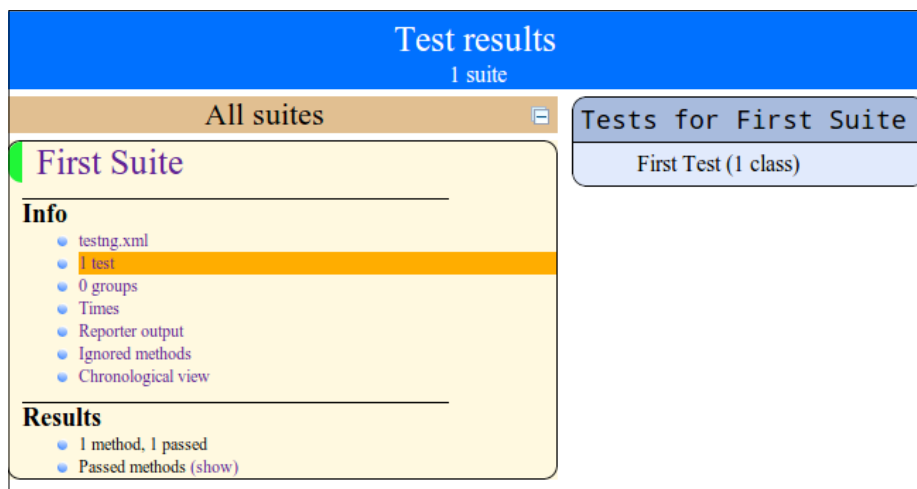 Test results
1 suite
All suites
First Suite
Info
testng.xml
1 test
0 groups
Times
Reporter output
Ignored methods
Chronological view
Results
1 method, 1 passed
Passed methods (show)
Tests for First Suite
First Test (1 class)